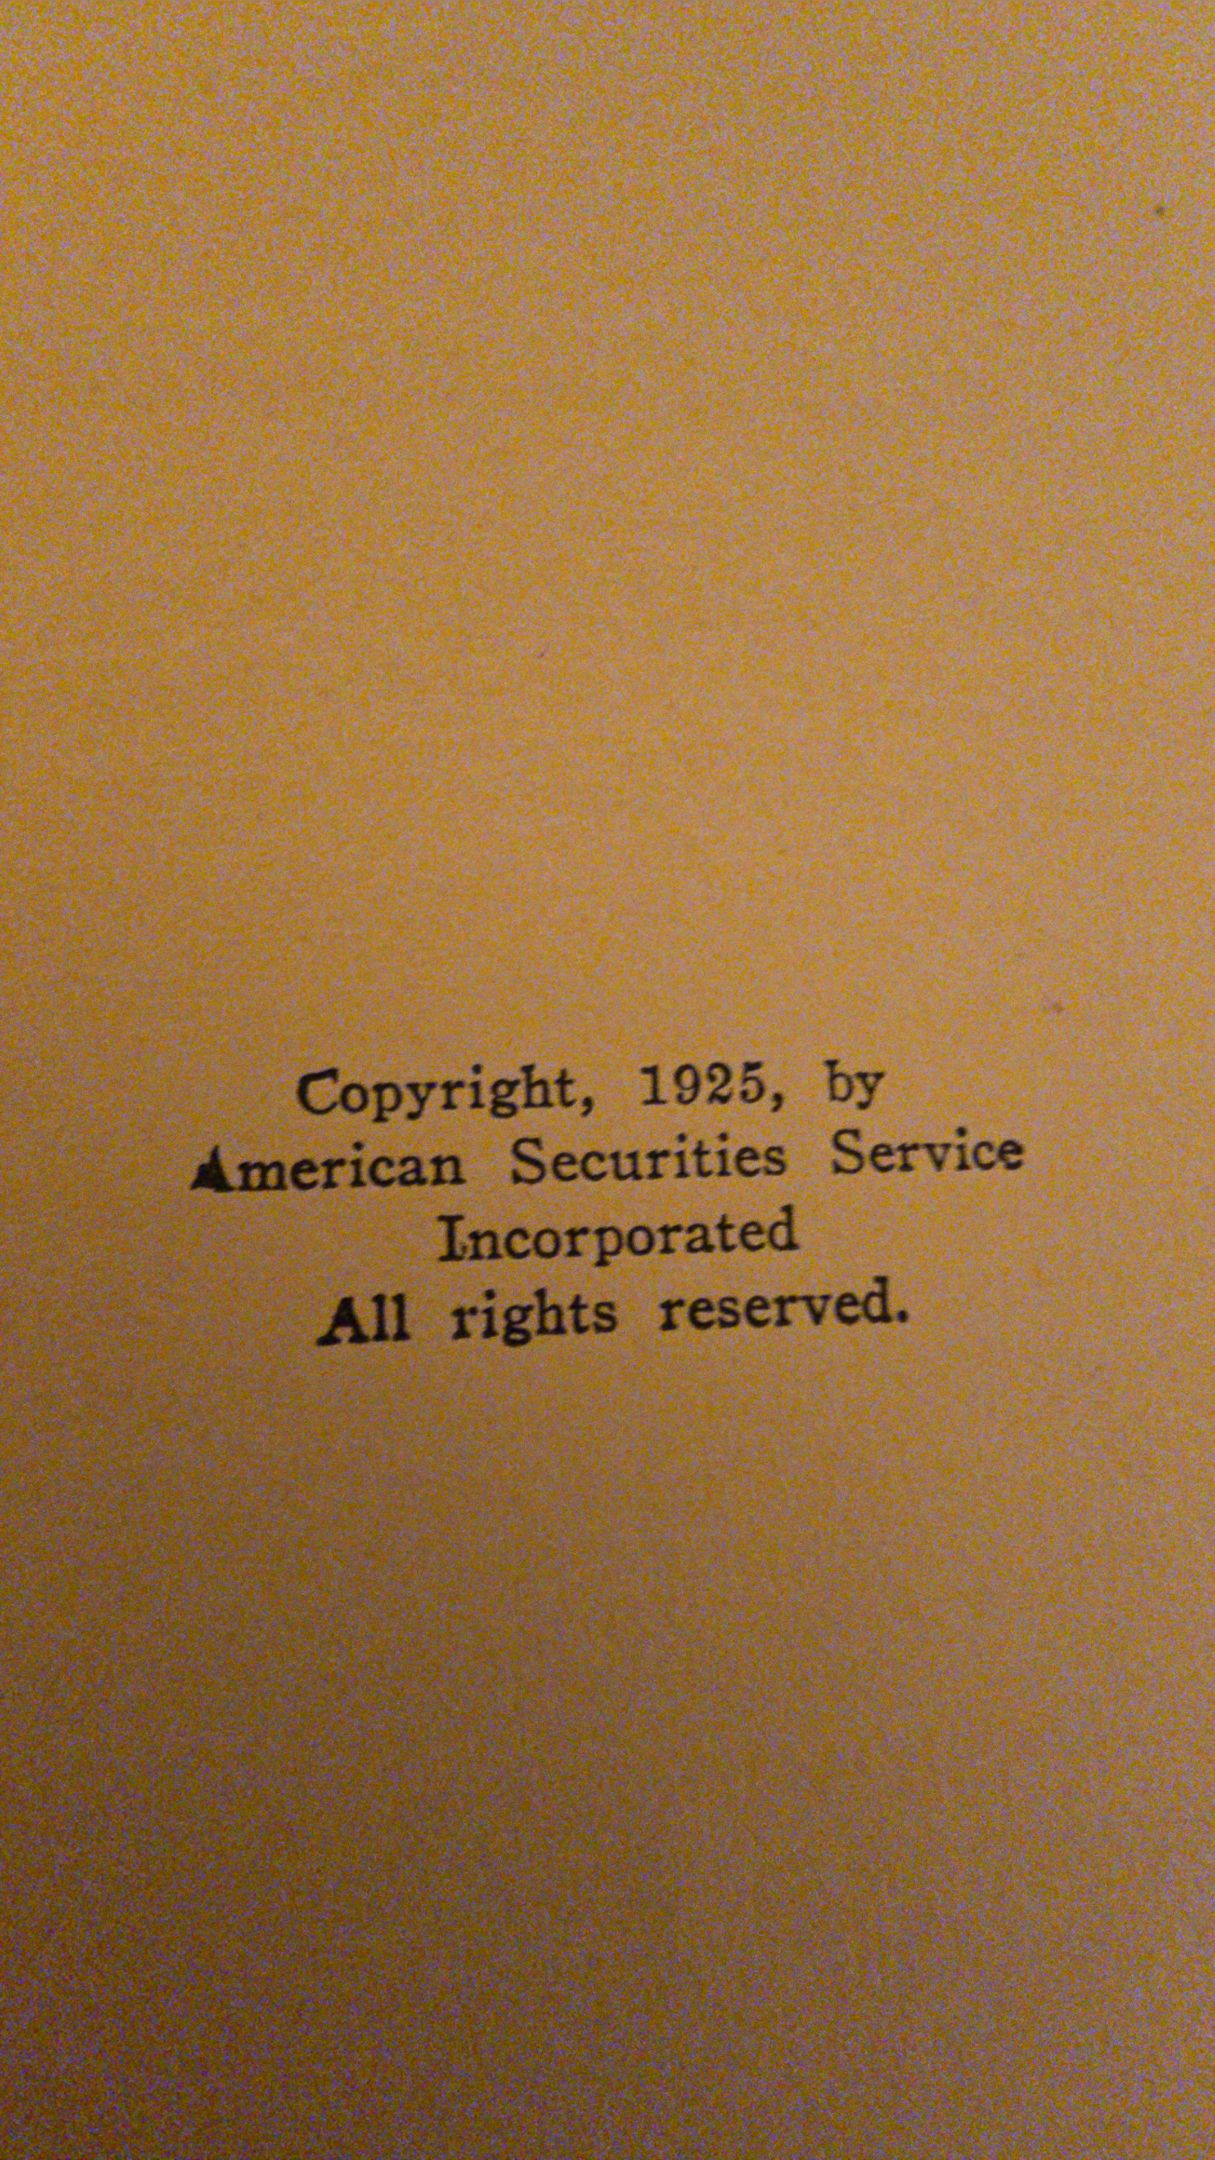 Copyright, 1925, by
American Securities Service
Incorporated
All rights reserved.